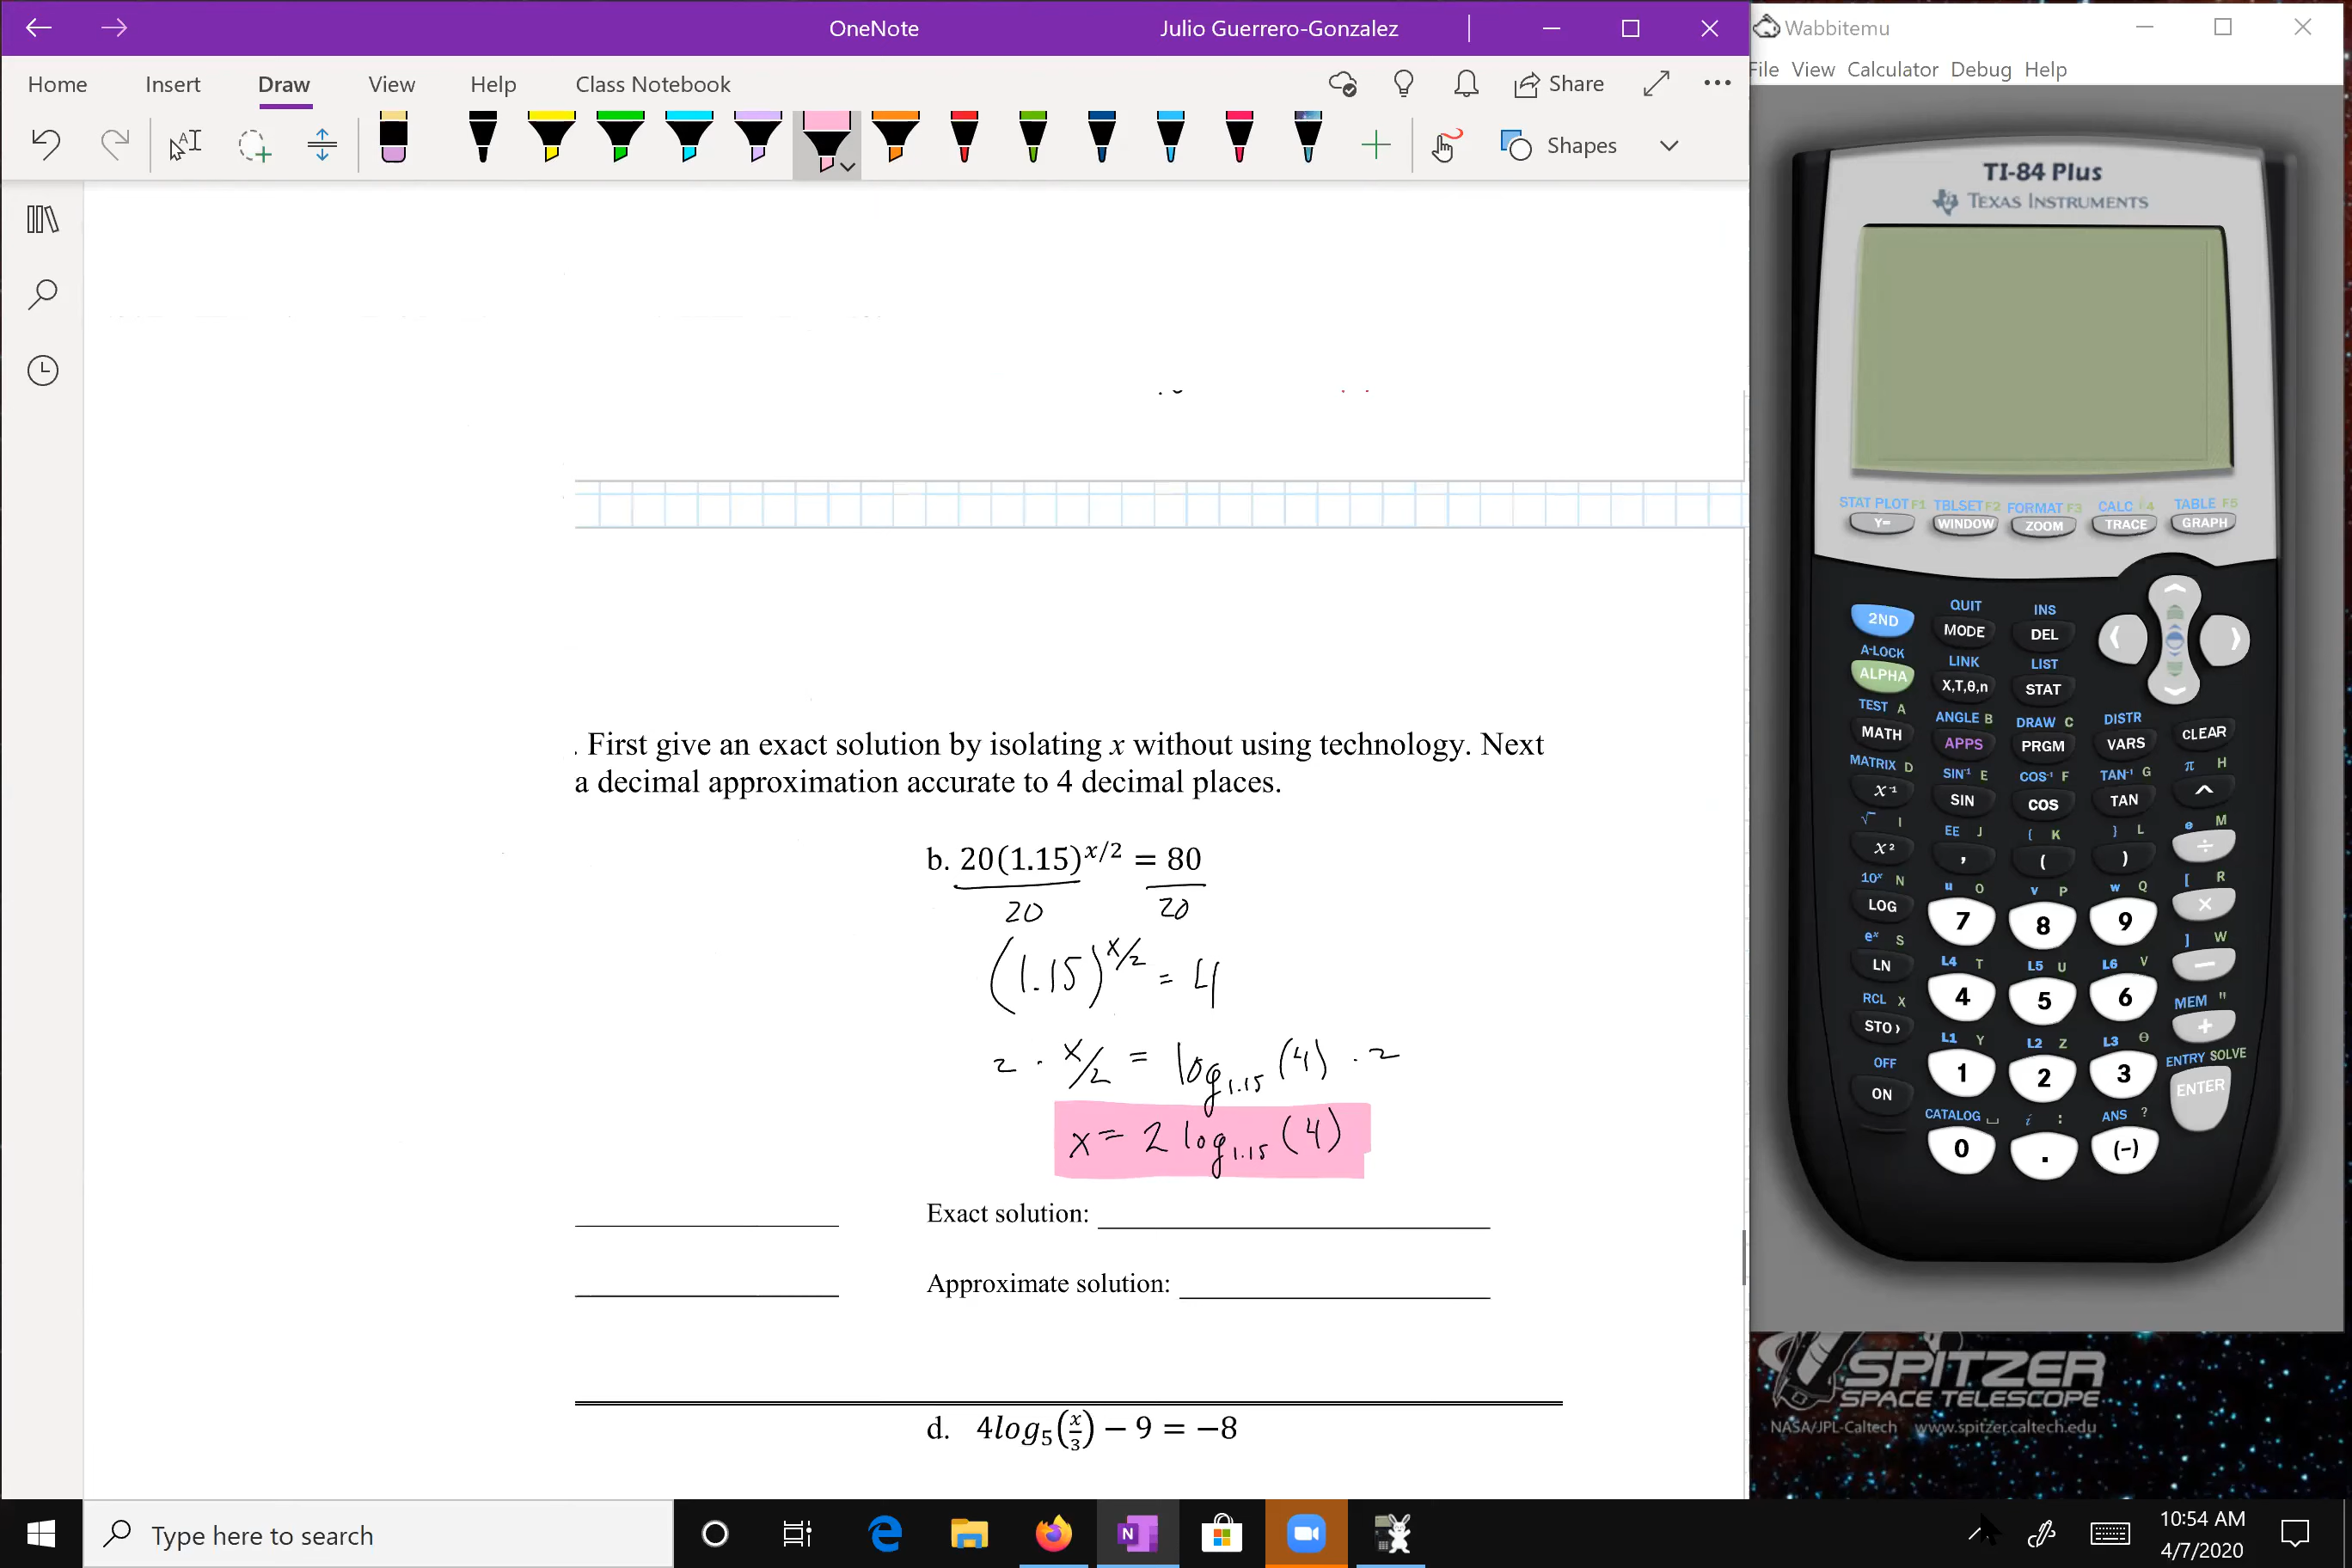 OneNote
Julio Guerrero-Gonzalez
Home Insert Draw View Help Class Notebook
Share
Shapes
. First give an exact solution by isolating x without using technology. Next
a decimal approximation accurate to 4 decimal places.
b. 20(1.15)^{x/2} = 80
20 20
(1.15)^{x/2} = 4
2 · x/2 = log_{1.15} (4) · 2
x = 2 log_{1.15} (4)
Exact solution:
Approximate solution:
d. 4log₅(x/3) − 9 = −8
Wabbitemu
File View Calculator Debug Help
TI-84 Plus
TEXAS INSTRUMENTS
STAT PLOT F1 TBLSET F2 FORMAT F3 CALC F4 TABLE F5
Y= WINDOW ZOOM TRACE GRAPH
QUIT INS
2ND MODE DEL
A-LOCK LINK LIST
ALPHA X,T,θ,n STAT
TEST A ANGLE B DRAW C DISTR
MATH APPS PRGM VARS CLEAR
MATRIX D SIN⁻¹ E COS⁻¹ F TAN⁻¹ G π H
x⁻¹ SIN COS TAN ^
√‾ I EE J { K } L e M
x² , ( ) ÷
10ˣ N u O v P w Q [ R
LOG 7 8 9 ×
eˣ S L4 T L5 U L6 V ] W
LN 4 5 6 −
RCL X L1 Y L2 Z L3 θ MEM "
STO› 1 2 3 +
OFF CATALOG ⎵ i : ANS ? ENTRY SOLVE
ON 0 . (-) ENTER
SPITZER
SPACE TELESCOPE
NASA/JPL-Caltech www.spitzer.caltech.edu
Type here to search
N
10:54 AM
4/7/2020